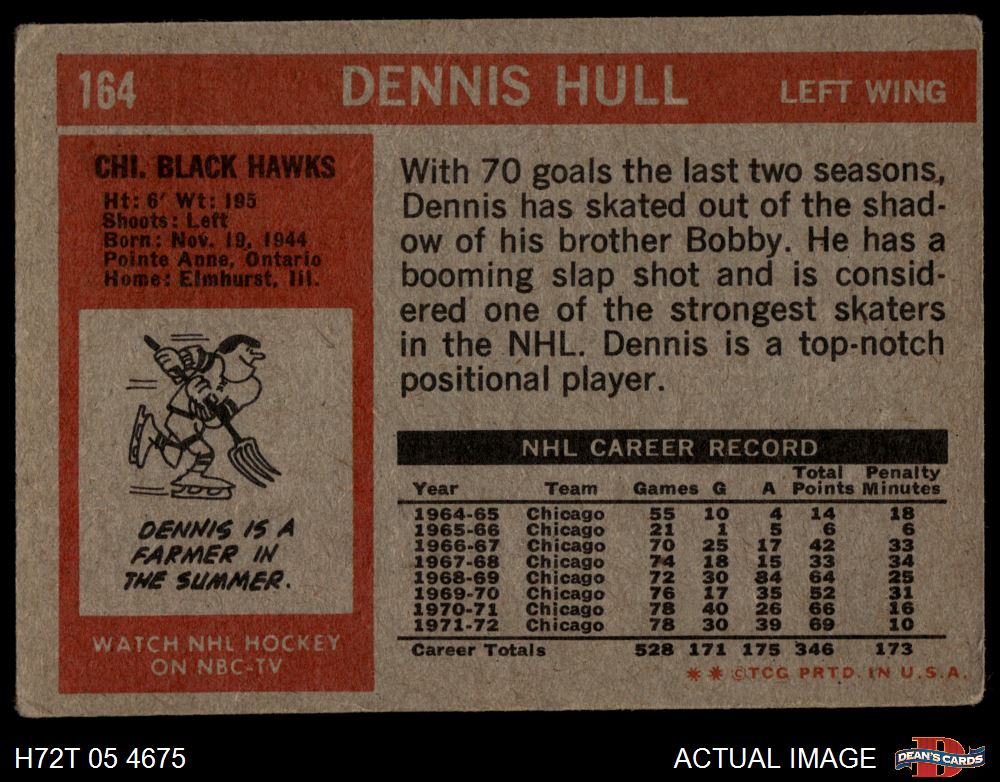 164 DENNIS HULL LEFT WING
CHI. BLACK HAWKS
Ht: 6' Wt: 195
Shoots: Left
Born: Nov. 19, 1944
Pointe Anne, Ontario
Home: Elmhurst, Ill.
DENNIS IS A
FARMER IN
THE SUMMER.
WATCH NHL HOCKEY
ON NBC-TV
With 70 goals the last two seasons,
Dennis has skated out of the shad-
ow of his brother Bobby. He has a
booming slap shot and is consid-
ered one of the strongest skaters
in the NHL. Dennis is a top-notch
positional player.
NHL CAREER RECORD
Total Penalty
Year Team Games G A Points Minutes
1964-65 Chicago 55 10 4 14 18
1965-66 Chicago 21 1 5 6 6
1966-67 Chicago 70 25 17 42 33
1967-68 Chicago 74 18 15 33 34
1968-69 Chicago 72 30 84 64 25
1969-70 Chicago 76 17 35 52 31
1970-71 Chicago 78 40 26 66 16
1971-72 Chicago 78 30 39 69 10
Career Totals 528 171 175 346 173
* * ©TCG PRTD. IN U.S.A.
H72T 05 4675 ACTUAL IMAGE D DEAN'S CARDS